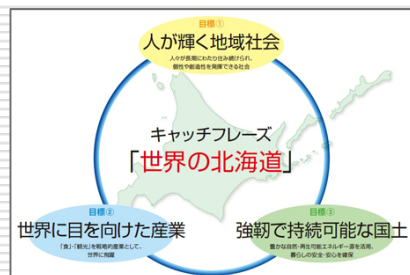 目標①
人が輝く地域社会
人々が長期にわたり住み続けられ、
個性や創造性を発揮できる社会
キャッチフレーズ
「世界の北海道」
目標②
世界に目を向けた産業
「食」・「観光」を戦略的産業として、
世界に飛躍
目標③
強靭で持続可能な国土
豊かな自然・再生可能エネルギー源を活用、
暮らしの安全・安心を確保